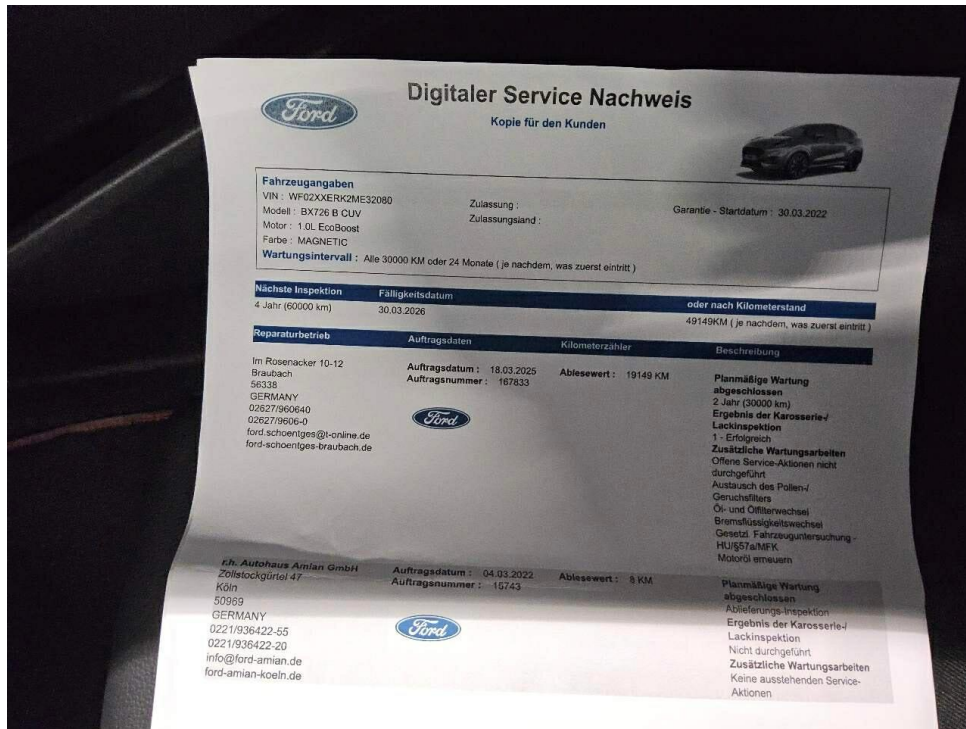 Ford
Digitaler Service Nachweis
Kopie für den Kunden
Fahrzeugangaben
VIN : WF02XXERK2ME32080
Modell : BX726 B CUV
Motor : 1.0L EcoBoost
Farbe : MAGNETIC
Zulassung :
Zulassungsland :
Garantie - Startdatum : 30.03.2022
Wartungsintervall : Alle 30000 KM oder 24 Monate ( je nachdem, was zuerst eintritt )
Nächste Inspektion Fälligkeitsdatum oder nach Kilometerstand
4 Jahr (60000 km) 30.03.2026 49149KM ( je nachdem, was zuerst eintritt )
Reparaturbetrieb Auftragsdaten Kilometerzähler Beschreibung
Im Rosenacker 10-12
Braubach
56338
GERMANY
02627/960640
02627/9606-0
ford.schoentges@t-online.de
ford-schoentges-braubach.de
Auftragsdatum : 18.03.2025
Auftragsnummer : 167833
Ford
Ablesewert : 19149 KM
Planmäßige Wartung
abgeschlossen
2 Jahr (30000 km)
Ergebnis der Karosserie-/
Lackinspektion
1 - Erfolgreich
Zusätzliche Wartungsarbeiten
Offene Service-Aktionen nicht
durchgeführt
Austausch des Pollen-/
Geruchsfilters
Öl- und Ölfilterwechsel
Bremsflüssigkeitswechsel
Gesetzl. Fahrzeuguntersuchung -
HU/§57a/MFK
Motoröl erneuern
r.h. Autohaus Amian GmbH
Zollstockgürtel 47
Köln
50969
GERMANY
0221/936422-55
0221/936422-20
info@ford-amian.de
ford-amian-koeln.de
Auftragsdatum : 04.03.2022
Auftragsnummer : 15743
Ford
Ablesewert : 8 KM
Planmäßige Wartung
abgeschlossen
Ablieferungs-Inspektion
Ergebnis der Karosserie-/
Lackinspektion
Nicht durchgeführt
Zusätzliche Wartungsarbeiten
Keine ausstehenden Service-
Aktionen